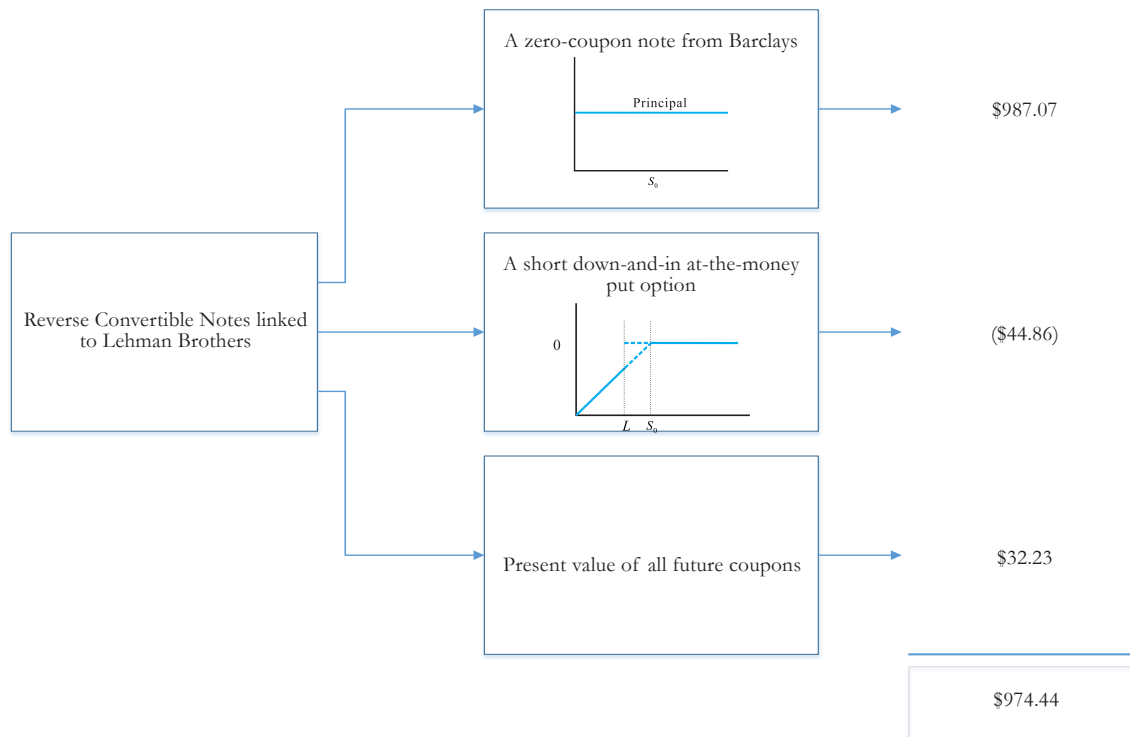 A zero-coupon note from Barclays
Principal
S₀
$987.07
Reverse Convertible Notes linked
to Lehman Brothers
A short down-and-in at-the-money
put option
0
L S₀
($44.86)
Present value of all future coupons
$32.23
$974.44